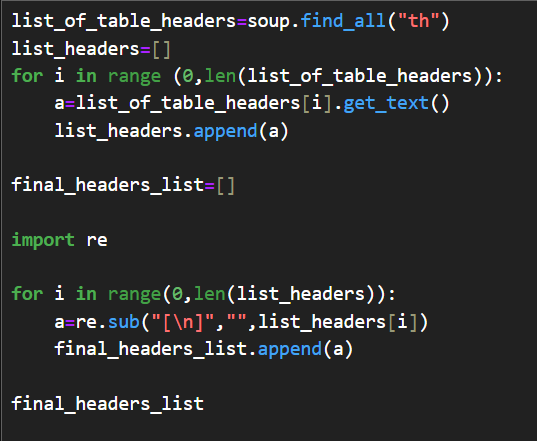 list_of_table_headers=soup.find_all("th")
list_headers=[]
for i in range (0,len(list_of_table_headers)):
    a=list_of_table_headers[i].get_text()
    list_headers.append(a)

final_headers_list=[]

import re

for i in range(0,len(list_headers)):
    a=re.sub("[\n]","",list_headers[i])
    final_headers_list.append(a)

final_headers_list